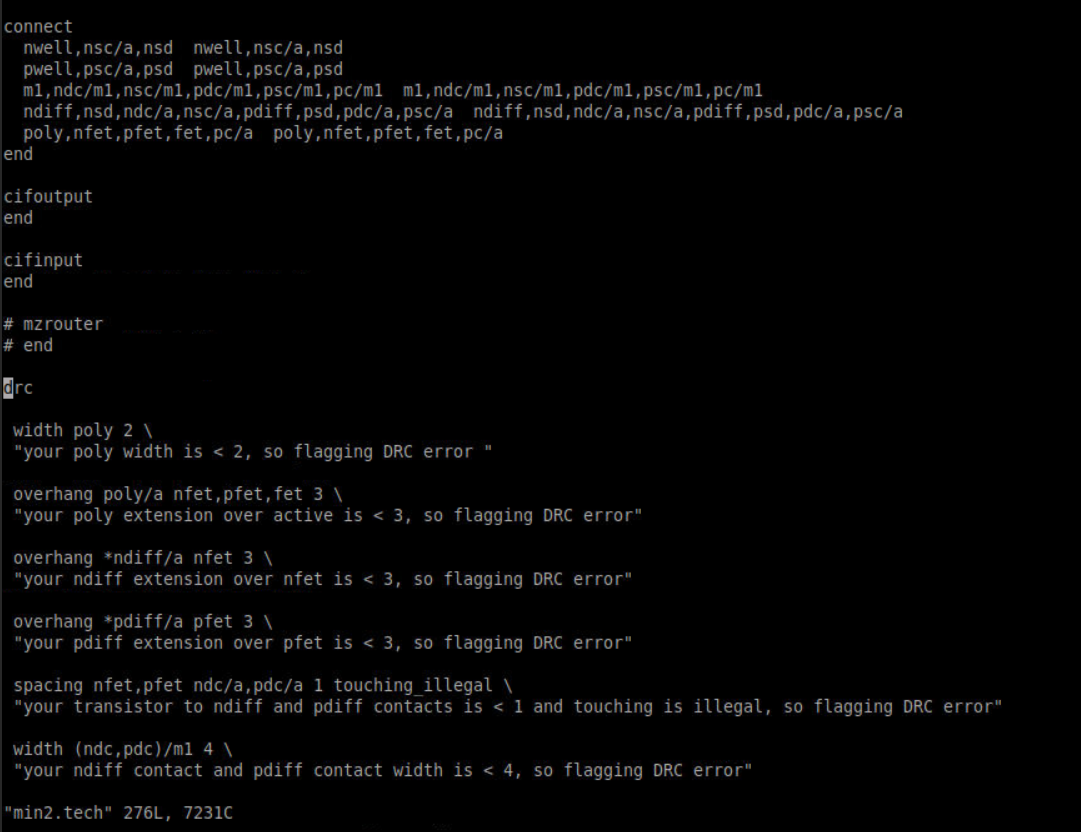 connect
  nwell,nsc/a,nsd  nwell,nsc/a,nsd
  pwell,psc/a,psd  pwell,psc/a,psd
  m1,ndc/m1,nsc/m1,pdc/m1,psc/m1,pc/m1  m1,ndc/m1,nsc/m1,pdc/m1,psc/m1,pc/m1
  ndiff,nsd,ndc/a,nsc/a,pdiff,psd,pdc/a,psc/a  ndiff,nsd,ndc/a,nsc/a,pdiff,psd,pdc/a,psc/a
  poly,nfet,pfet,fet,pc/a  poly,nfet,pfet,fet,pc/a
end

cifoutput
end

cifinput
end

# mzrouter
# end

drc

 width poly 2 \
 "your poly width is < 2, so flagging DRC error "

 overhang poly/a nfet,pfet,fet 3 \
 "your poly extension over active is < 3, so flagging DRC error"

 overhang *ndiff/a nfet 3 \
 "your ndiff extension over nfet is < 3, so flagging DRC error"

 overhang *pdiff/a pfet 3 \
 "your pdiff extension over pfet is < 3, so flagging DRC error"

 spacing nfet,pfet ndc/a,pdc/a 1 touching_illegal \
 "your transistor to ndiff and pdiff contacts is < 1 and touching is illegal, so flagging DRC error"

 width (ndc,pdc)/m1 4 \
 "your ndiff contact and pdiff contact width is < 4, so flagging DRC error"

"min2.tech" 276L, 7231C